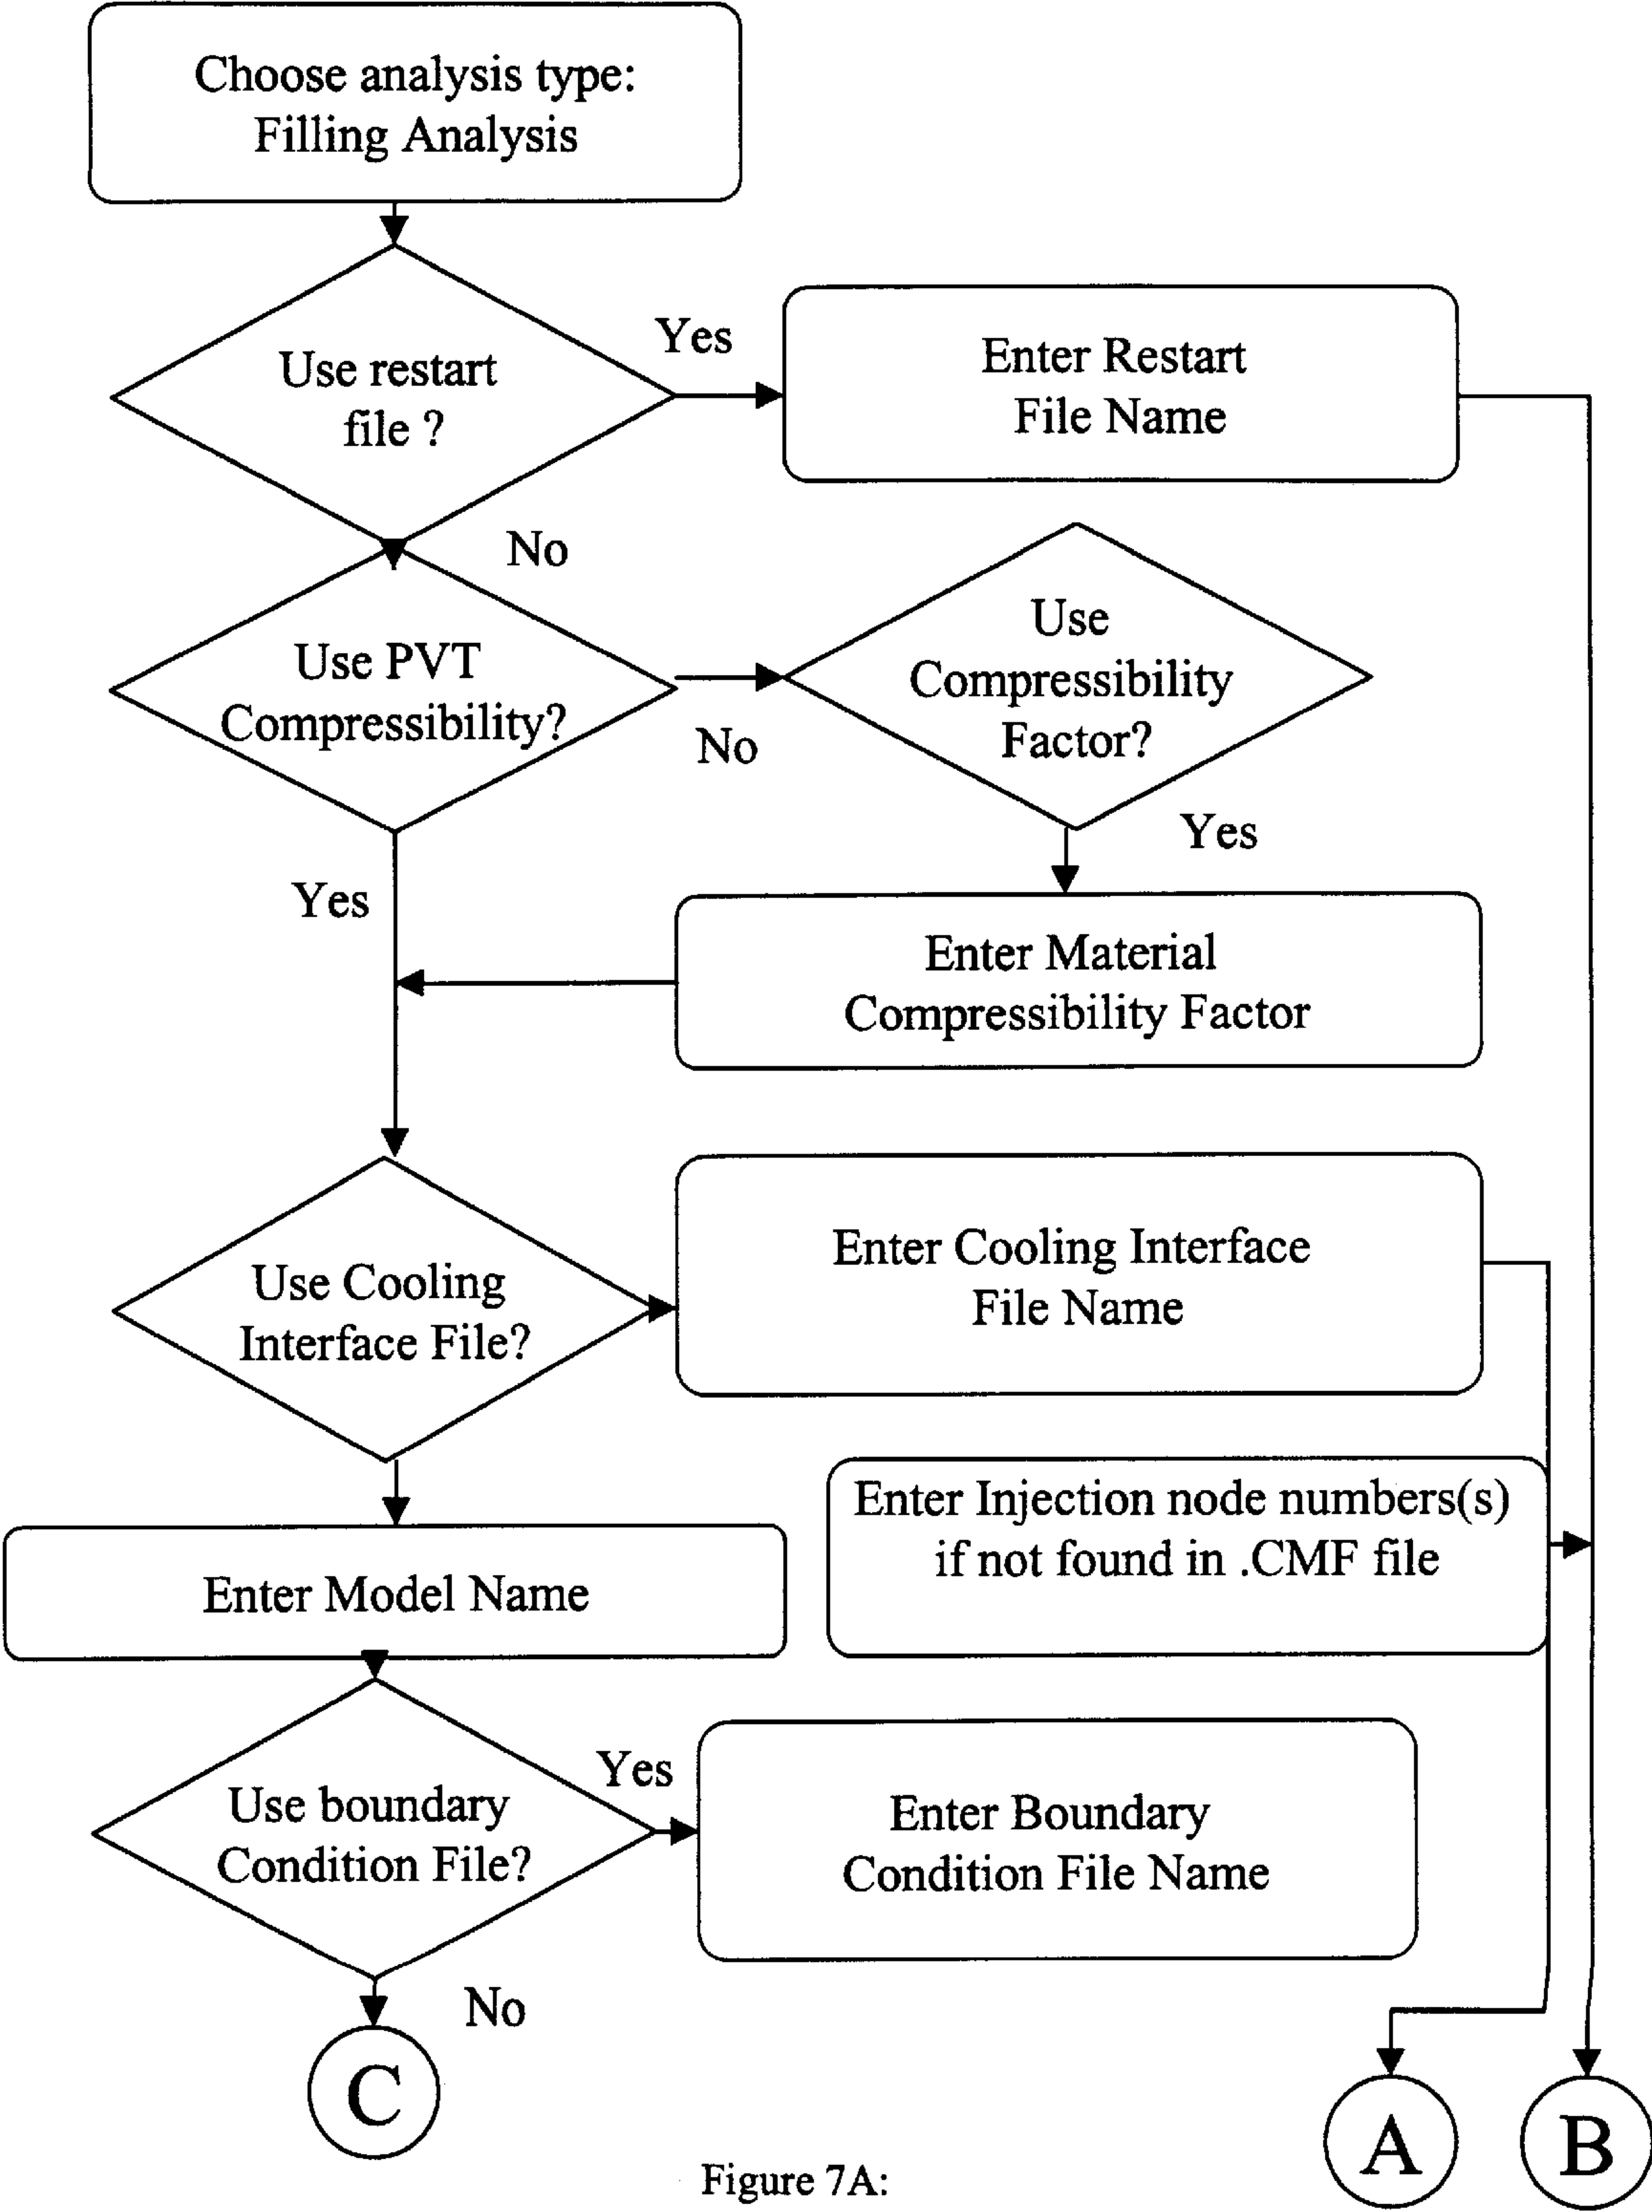 Choose analysis type:
Filling Analysis
Use restart
file ?
Yes
Enter Restart
File Name
No
Use PVT
Compressibility?
No
Use
Compressibility
Factor?
Yes
Yes
Enter Material
Compressibility Factor
Use Cooling
Interface File?
Enter Cooling Interface
File Name
Enter Injection node numbers(s)
if not found in .CMF file
Enter Model Name
Use boundary
Condition File?
Yes
Enter Boundary
Condition File Name
No
C
A
B
Figure 7A: